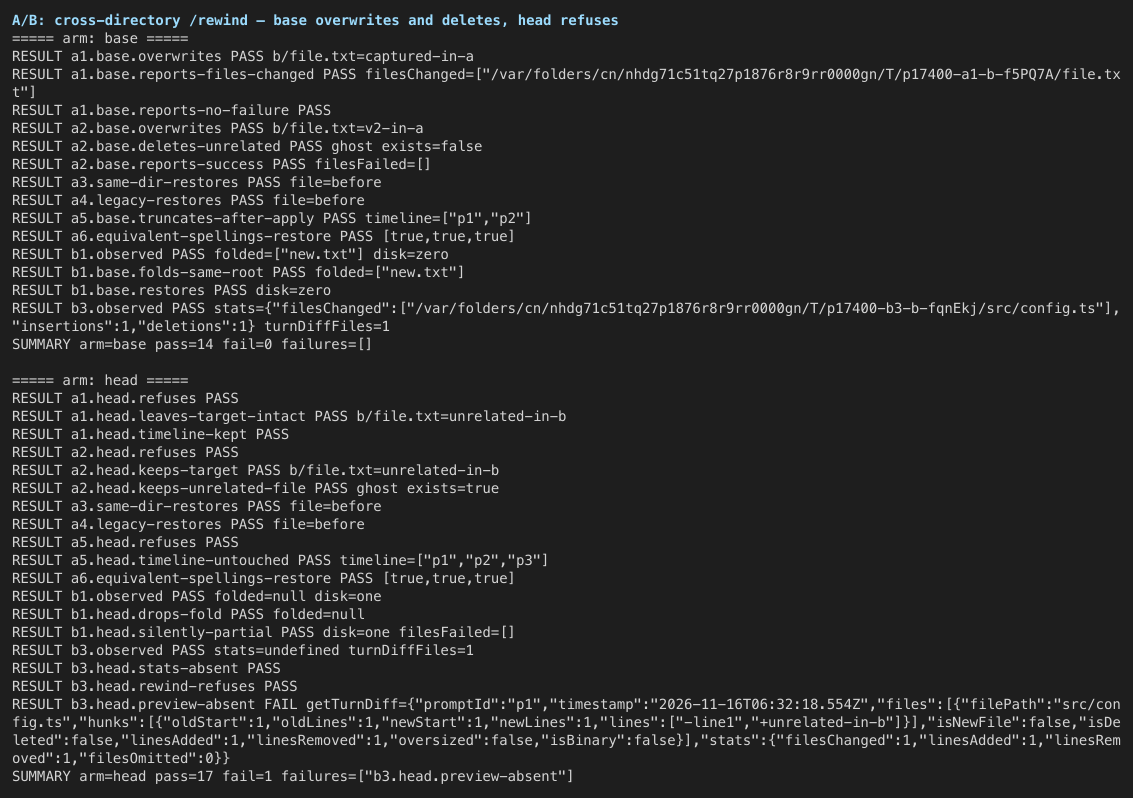 A/B: cross-directory /rewind — base overwrites and deletes, head refuses
===== arm: base =====
RESULT a1.base.overwrites PASS b/file.txt=captured-in-a
RESULT a1.base.reports-files-changed PASS filesChanged=["/var/folders/cn/nhdg71c51tq27p1876r8r9rr0000gn/T/p17400-a1-b-f5PQ7A/file.tx
t"]
RESULT a1.base.reports-no-failure PASS
RESULT a2.base.overwrites PASS b/file.txt=v2-in-a
RESULT a2.base.deletes-unrelated PASS ghost exists=false
RESULT a2.base.reports-success PASS filesFailed=[]
RESULT a3.same-dir-restores PASS file=before
RESULT a4.legacy-restores PASS file=before
RESULT a5.base.truncates-after-apply PASS timeline=["p1","p2"]
RESULT a6.equivalent-spellings-restore PASS [true,true,true]
RESULT b1.observed PASS folded=["new.txt"] disk=zero
RESULT b1.base.folds-same-root PASS folded=["new.txt"]
RESULT b1.base.restores PASS disk=zero
RESULT b3.observed PASS stats={"filesChanged":["/var/folders/cn/nhdg71c51tq27p1876r8r9rr0000gn/T/p17400-b3-b-fqnEkj/src/config.ts"],
"insertions":1,"deletions":1} turnDiffFiles=1
SUMMARY arm=base pass=14 fail=0 failures=[]
===== arm: head =====
RESULT a1.head.refuses PASS
RESULT a1.head.leaves-target-intact PASS b/file.txt=unrelated-in-b
RESULT a1.head.timeline-kept PASS
RESULT a2.head.refuses PASS
RESULT a2.head.keeps-target PASS b/file.txt=unrelated-in-b
RESULT a2.head.keeps-unrelated-file PASS ghost exists=true
RESULT a3.same-dir-restores PASS file=before
RESULT a4.legacy-restores PASS file=before
RESULT a5.head.refuses PASS
RESULT a5.head.timeline-untouched PASS timeline=["p1","p2","p3"]
RESULT a6.equivalent-spellings-restore PASS [true,true,true]
RESULT b1.observed PASS folded=null disk=one
RESULT b1.head.drops-fold PASS folded=null
RESULT b1.head.silently-partial PASS disk=one filesFailed=[]
RESULT b3.observed PASS stats=undefined turnDiffFiles=1
RESULT b3.head.stats-absent PASS
RESULT b3.head.rewind-refuses PASS
RESULT b3.head.preview-absent FAIL getTurnDiff={"promptId":"p1","timestamp":"2026-11-16T06:32:18.554Z","files":[{"filePath":"src/con
fig.ts","hunks":[{"oldStart":1,"oldLines":1,"newStart":1,"newLines":1,"lines":["-line1","+unrelated-in-b"]}],"isNewFile":false,"isDe
leted":false,"linesAdded":1,"linesRemoved":1,"oversized":false,"isBinary":false}],"stats":{"filesChanged":1,"linesAdded":1,"linesRem
oved":1,"filesOmitted":0}}
SUMMARY arm=head pass=17 fail=1 failures=["b3.head.preview-absent"]